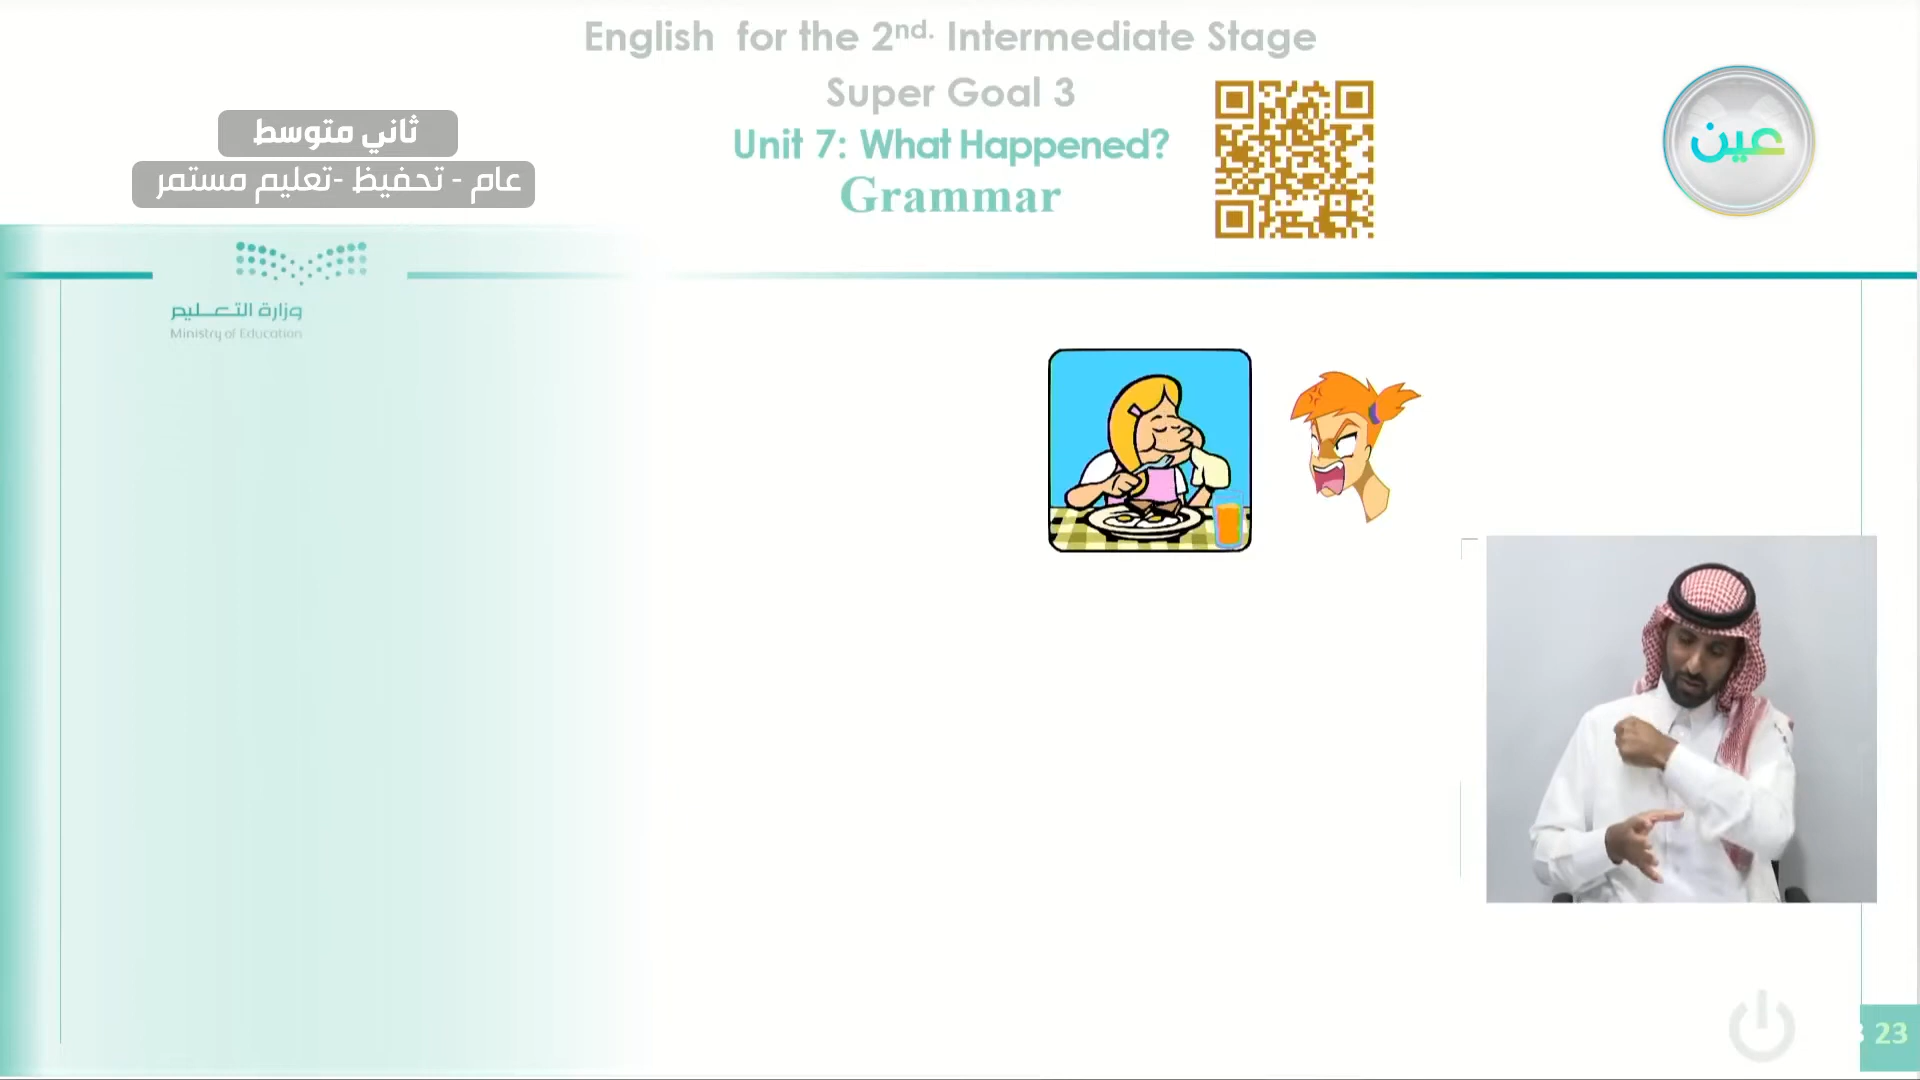 English for the 2nd. Intermediate Stage
Super Goal 3
Unit 7: What Happened?
Grammar
ثاني متوسط
عام - تحفيظ -تعليم مستمر
عين
وزارة التعليم
Ministry of Education
23